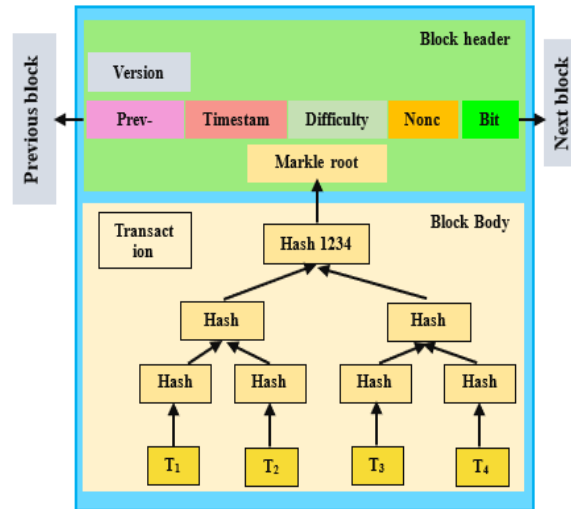 Block header
Version
Previous block
Next block
Prev-
Timestam
Difficulty
Nonc
Bit
Markle root
Block Body
Transact
ion
Hash 1234
Hash
Hash
Hash
Hash
Hash
Hash
T₁
T₂
T₃
T₄